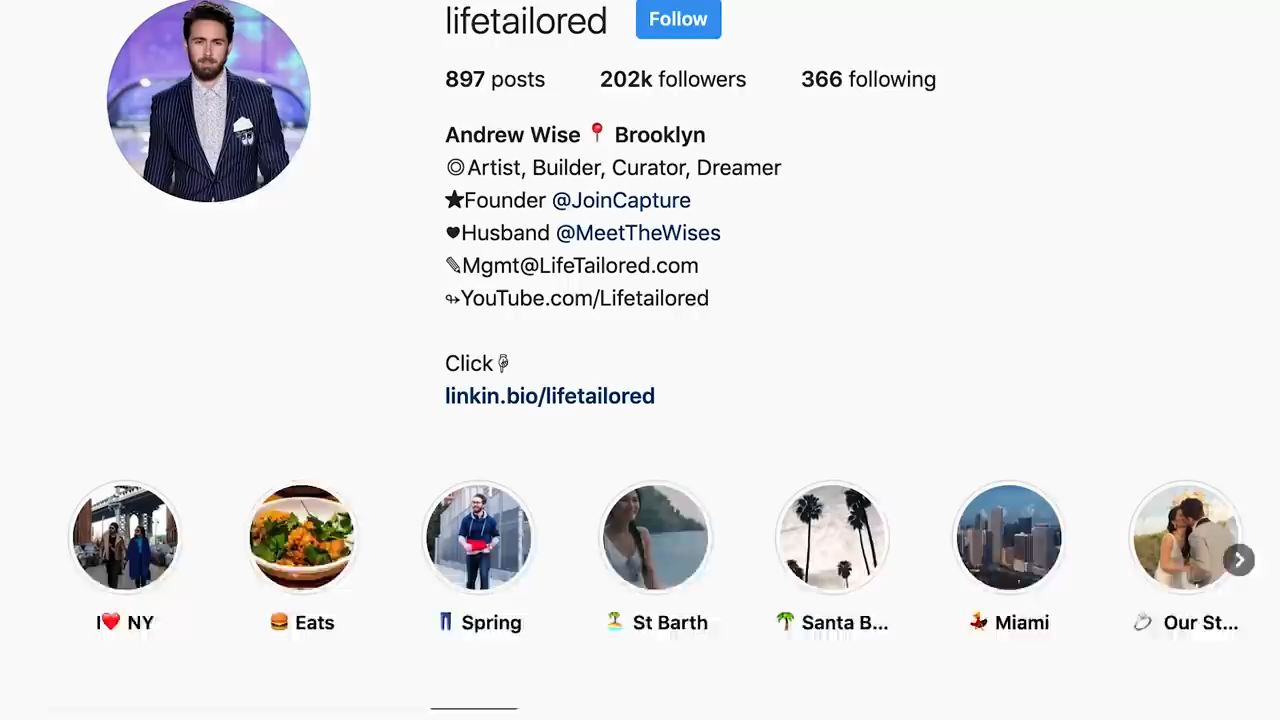 lifetailored Follow
897 posts 202k followers 366 following
Andrew Wise 📍 Brooklyn
◎Artist, Builder, Curator, Dreamer
★Founder @JoinCapture
♥Husband @MeetTheWises
✎Mgmt@LifeTailored.com
↬YouTube.com/Lifetailored
Click☟
linkin.bio/lifetailored
I❤️ NY
🍔 Eats
👖 Spring
🏝 St Barth
🌴 Santa B...
💃 Miami
💍 Our St...